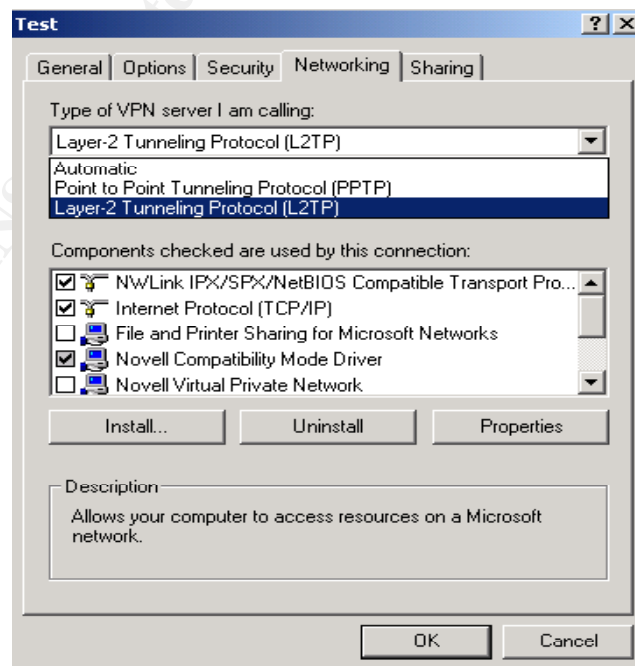 Test
General Options Security Networking Sharing
Type of VPN server I am calling:
Layer-2 Tunneling Protocol (L2TP)
Automatic
Point to Point Tunneling Protocol (PPTP)
Layer-2 Tunneling Protocol (L2TP)
Components checked are used by this connection:
NWLink IPX/SPX/NetBIOS Compatible Transport Pro...
Internet Protocol (TCP/IP)
File and Printer Sharing for Microsoft Networks
Novell Compatibility Mode Driver
Novell Virtual Private Network
Install... Uninstall Properties
Description
Allows your computer to access resources on a Microsoft
network.
OK Cancel